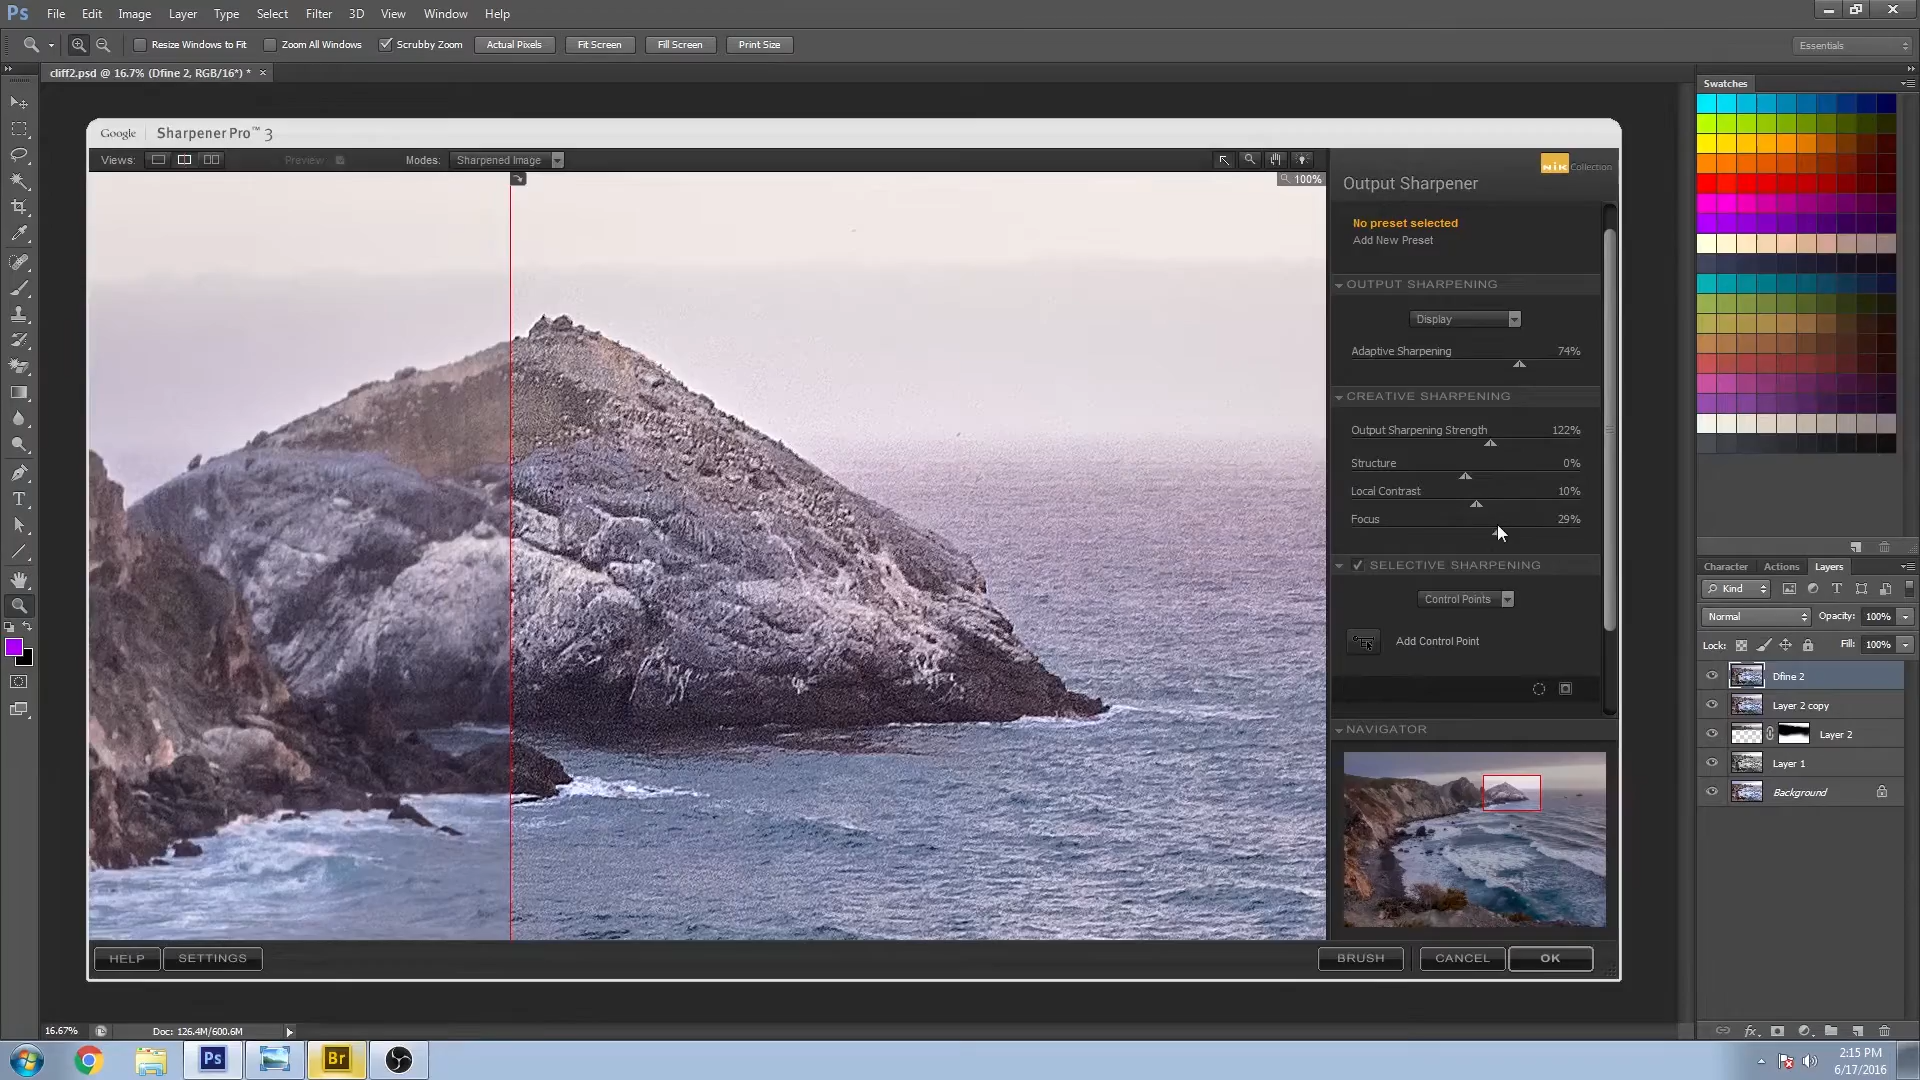 Ps File Edit Image Layer Type Select Filter 3D View Window Help
Resize Windows to Fit Zoom All Windows Scrubby Zoom Actual Pixels Fit Screen Fill Screen Print Size Essentials
cliff2.psd @ 16.7% (Dfine 2, RGB/16*) * ×
Swatches
Google Sharpener Pro™ 3
Views: Preview Modes: Sharpened Image
100%
nik Collection
Output Sharpener
No preset selected
Add New Preset
OUTPUT SHARPENING
Display
Adaptive Sharpening 74%
CREATIVE SHARPENING
Output Sharpening Strength 122%
Structure 0%
Local Contrast 10%
Focus 29%
SELECTIVE SHARPENING
Control Points
Add Control Point
NAVIGATOR
HELP SETTINGS BRUSH CANCEL OK
Character Actions Layers
Kind
Normal Opacity: 100%
Lock: Fill: 100%
Dfine 2
Layer 2 copy
Layer 2
Layer 1
Background
fx
16.67% Doc: 126.4M/600.6M
Ps Br
2:15 PM
6/17/2016